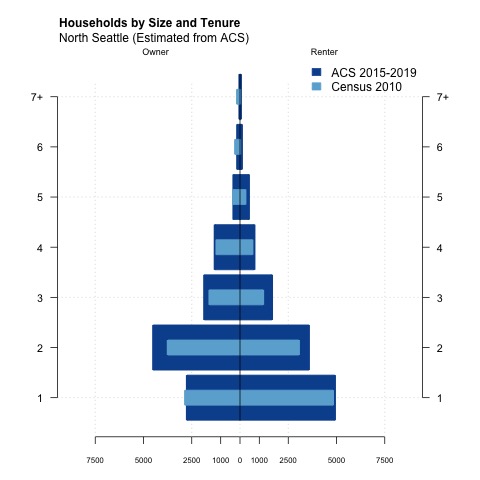 Households by Size and Tenure
North Seattle (Estimated from ACS)
Owner
Renter
ACS 2015-2019
Census 2010
7+ 7+
6 6
5 5
4 4
3 3
2 2
1 1
7500 5000 2500 1000 0 1000 2500 5000 7500